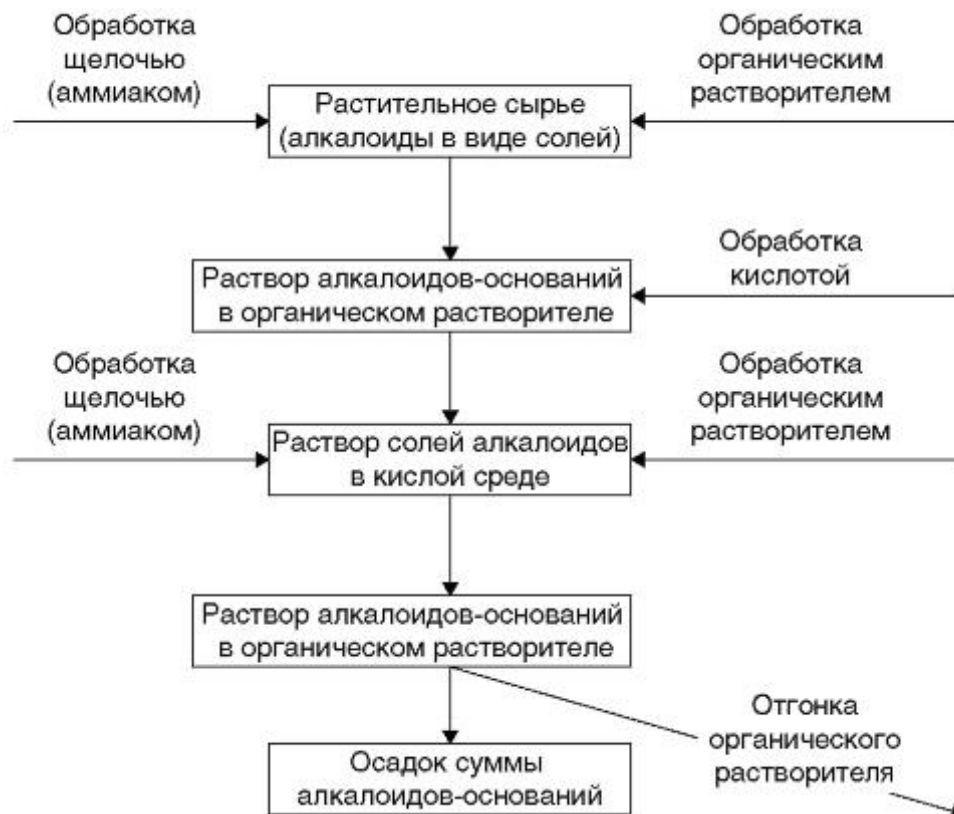 Обработка
щелочью
(аммиаком)
Обработка
органическим
растворителем
Растительное сырье
(алкалоиды в виде солей)
Обработка
кислотой
Раствор алкалоидов-оснований
в органическом растворителе
Обработка
щелочью
(аммиаком)
Обработка
органическим
растворителем
Раствор солей алкалоидов
в кислой среде
Раствор алкалоидов-оснований
в органическом растворителе
Отгонка
органического
растворителя
Осадок суммы
алкалоидов-оснований